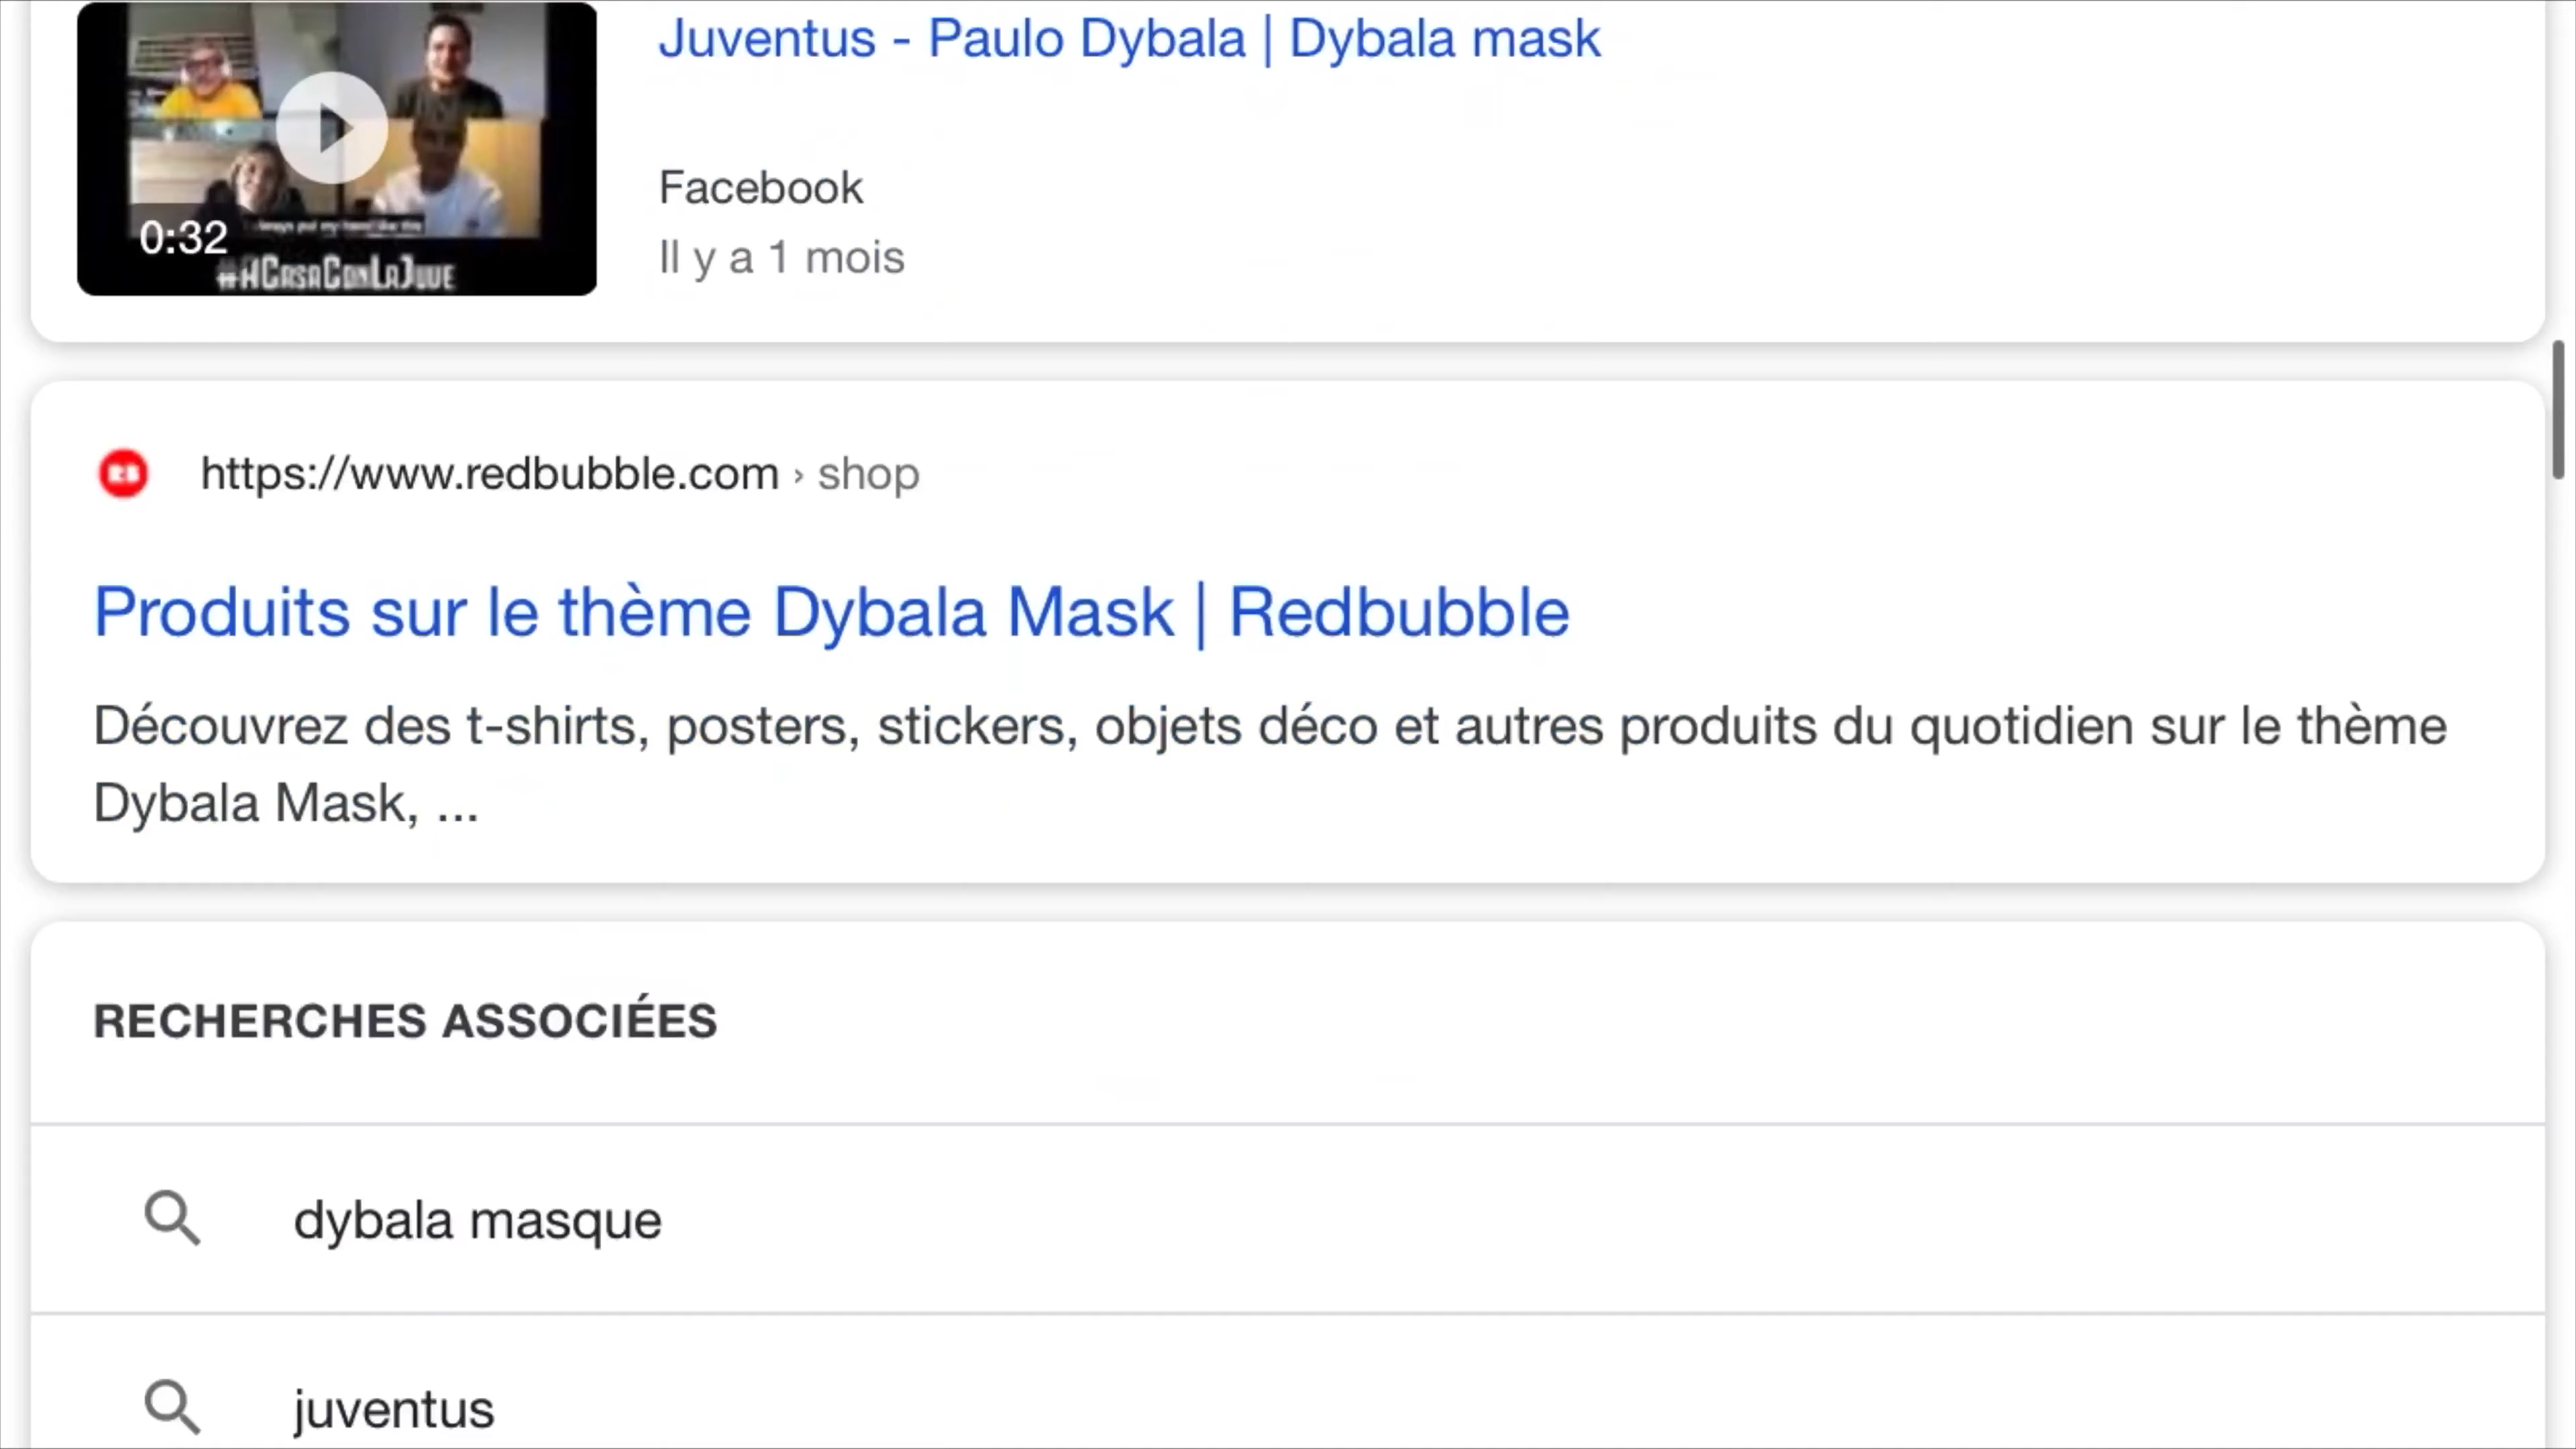 Juventus - Paulo Dybala | Dybala mask
Facebook
Il y a 1 mois
0:32
#ACasaConLaJuve
https://www.redbubble.com › shop
Produits sur le thème Dybala Mask | Redbubble
Découvrez des t-shirts, posters, stickers, objets déco et autres produits du quotidien sur le thème
Dybala Mask, ...
RECHERCHES ASSOCIÉES
dybala masque
juventus